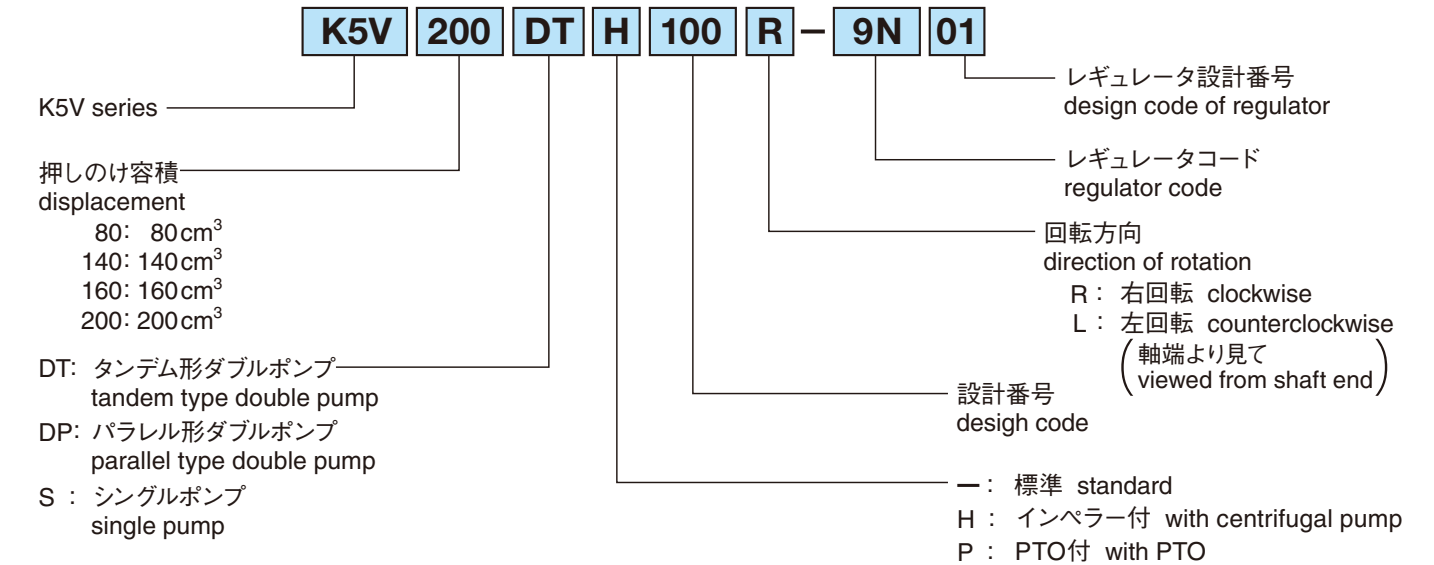 K5V 200 DT H 100 R − 9N 01
K5V series
押しのけ容積
displacement
80: 80cm³
140: 140cm³
160: 160cm³
200: 200cm³
DT: タンデム形ダブルポンプ
tandem type double pump
DP: パラレル形ダブルポンプ
parallel type double pump
S : シングルポンプ
single pump
レギュレータ設計番号
design code of regulator
レギュレータコード
regulator code
回転方向
direction of rotation
R : 右回転 clockwise
L : 左回転 counterclockwise
(軸端より見て
viewed from shaft end)
設計番号
desigh code
ー : 標準 standard
H : インペラー付 with centrifugal pump
P : PTO付 with PTO